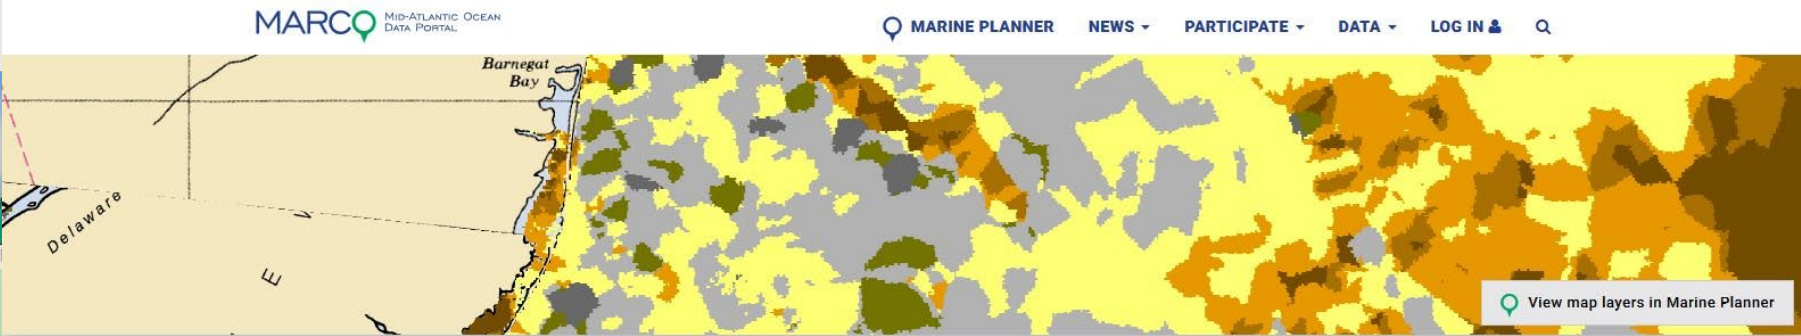 MARCO MID-ATLANTIC OCEAN
DATA PORTAL
MARINE PLANNER NEWS PARTICIPATE DATA LOG IN
Barnegat
Bay
Delaware
E
View map layers in Marine Planner